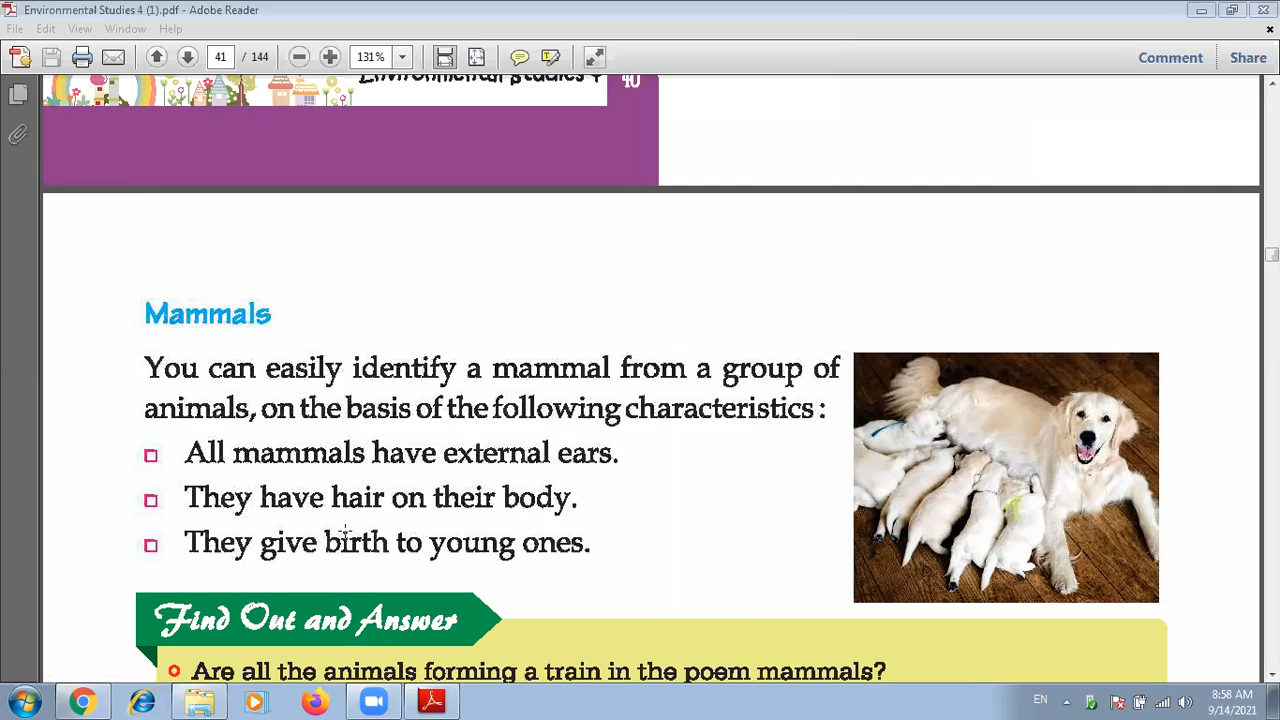 Environmental Studies 4 (1).pdf - Adobe Reader
File Edit View Window Help
41 / 144 131% Comment Share
Environmental Studies 4 40
Mammals
You can easily identify a mammal from a group of
animals, on the basis of the following characteristics :
All mammals have external ears.
They have hair on their body.
They give birth to young ones.
Find Out and Answer
Are all the animals forming a train in the poem mammals?
EN 8:58 AM
9/14/2021